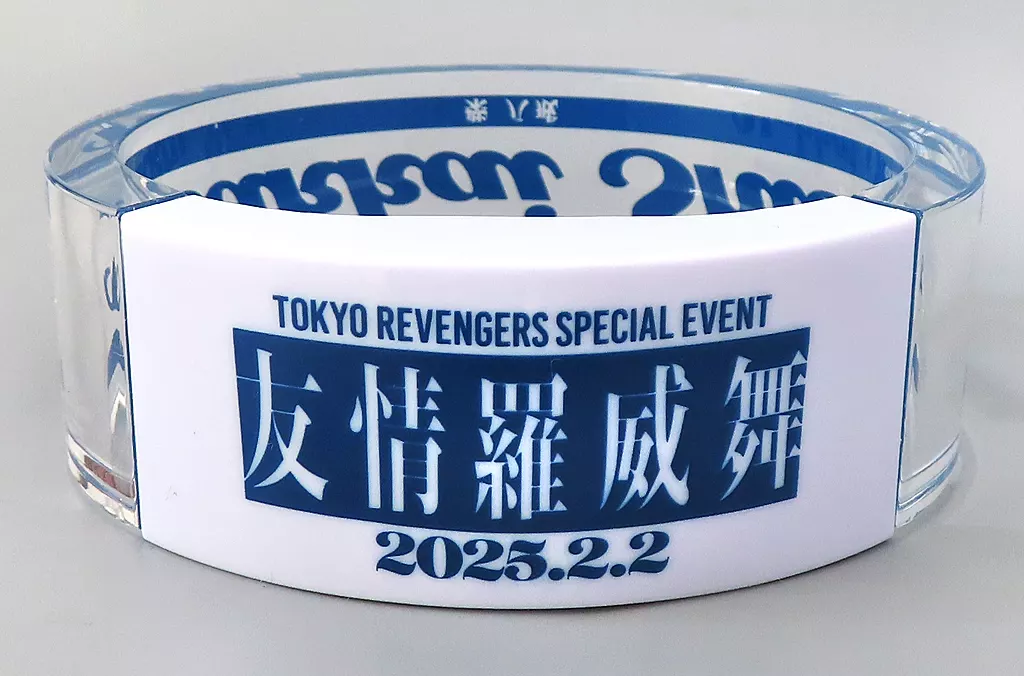 TOKYO REVENGERS SPECIAL EVENT
友情羅威舞
2025.2.2